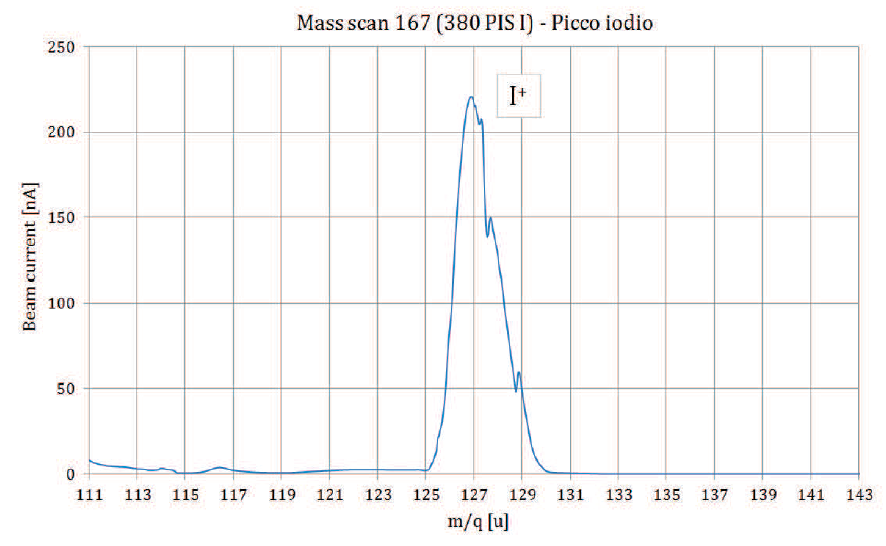 Mass scan 167 (380 PIS I) - Picco iodio
250
200
150
100
50
0
Beam current [nA]
I⁺
111 113 115 117 119 121 123 125 127 129 131 133 135 137 139 141 143
m/q [u]